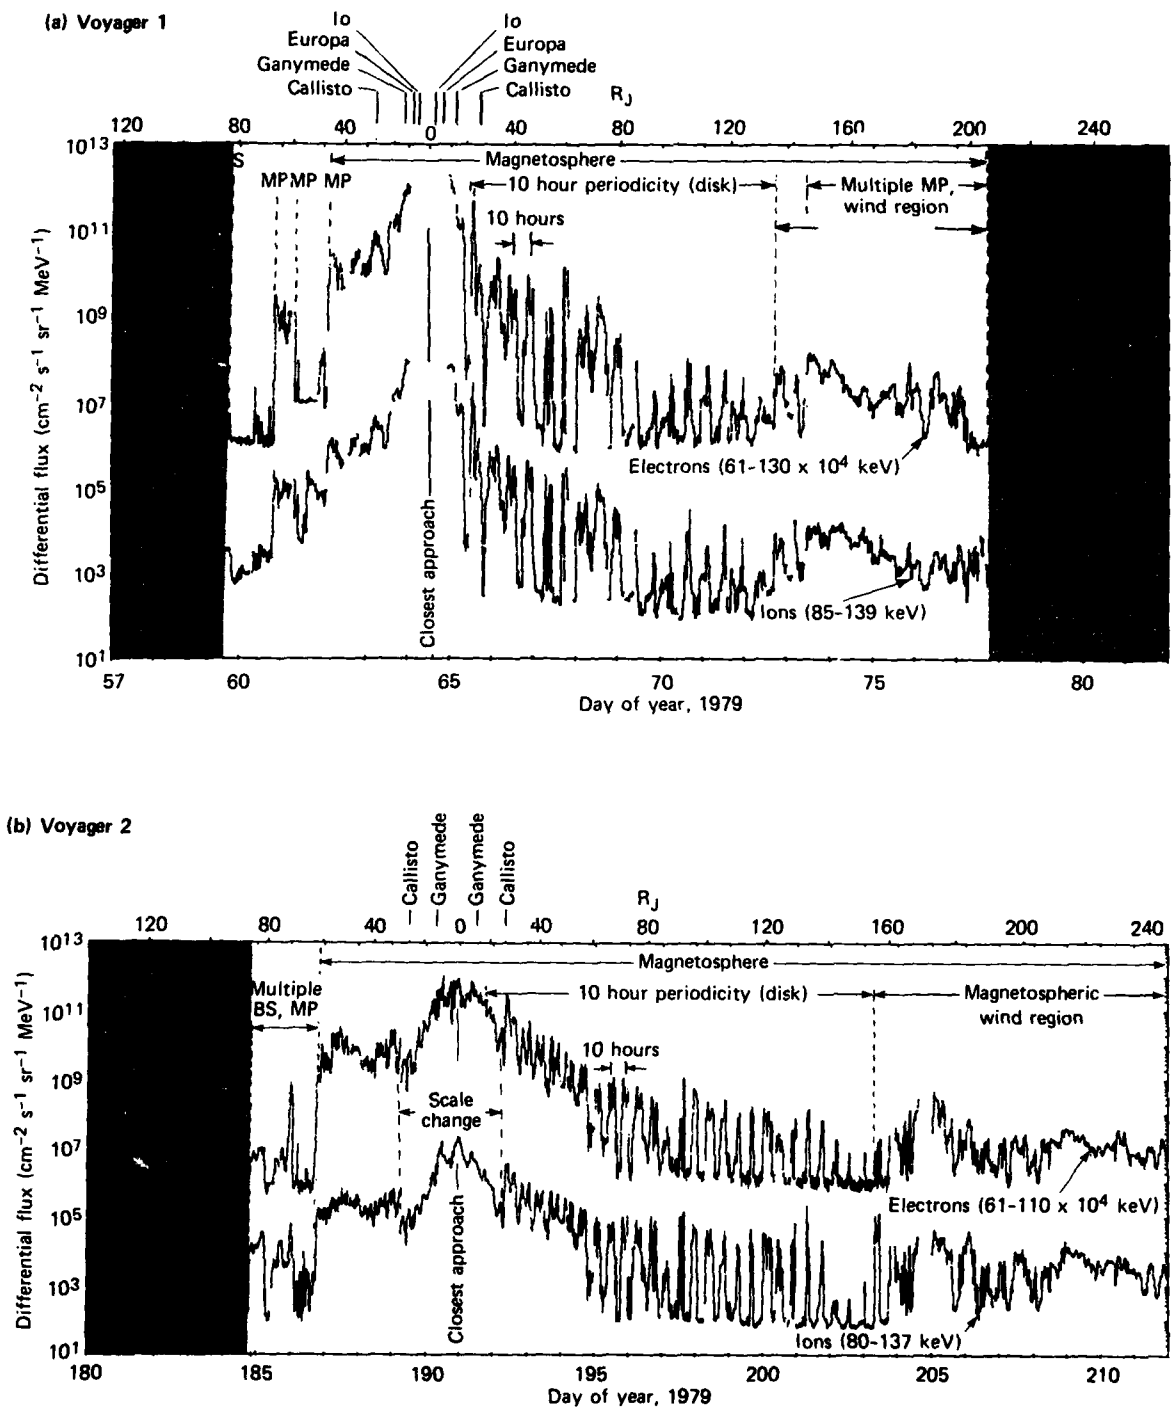 (a) Voyager 1
Io Io
Europa Europa
Ganymede Ganymede
Callisto Callisto
R_J
120 80 40 0 40 80 120 160 200 240
10^13
S
Magnetosphere
MP MP MP
10 hour periodicity (disk)
Multiple MP,
wind region
10 hours
10^11
10^9
10^7
Electrons (61-130 x 10^4 keV)
10^5
10^3
Ions (85-139 keV)
10^1
Closest approach
Differential flux (cm^-2 s^-1 sr^-1 MeV^-1)
57 60 65 70 75 80
Day of year, 1979
(b) Voyager 2
Callisto Ganymede Ganymede Callisto
R_J
120 80 40 0 40 80 120 160 200 240
10^13
Magnetosphere
Multiple
BS, MP
10 hour periodicity (disk)
Magnetospheric
wind region
10^11
10 hours
10^9
Scale
change
10^7
Electrons (61-110 x 10^4 keV)
10^5
10^3
Ions (80-137 keV)
10^1
Closest approach
Differential flux (cm^-2 s^-1 sr^-1 MeV^-1)
180 185 190 195 200 205 210
Day of year, 1979